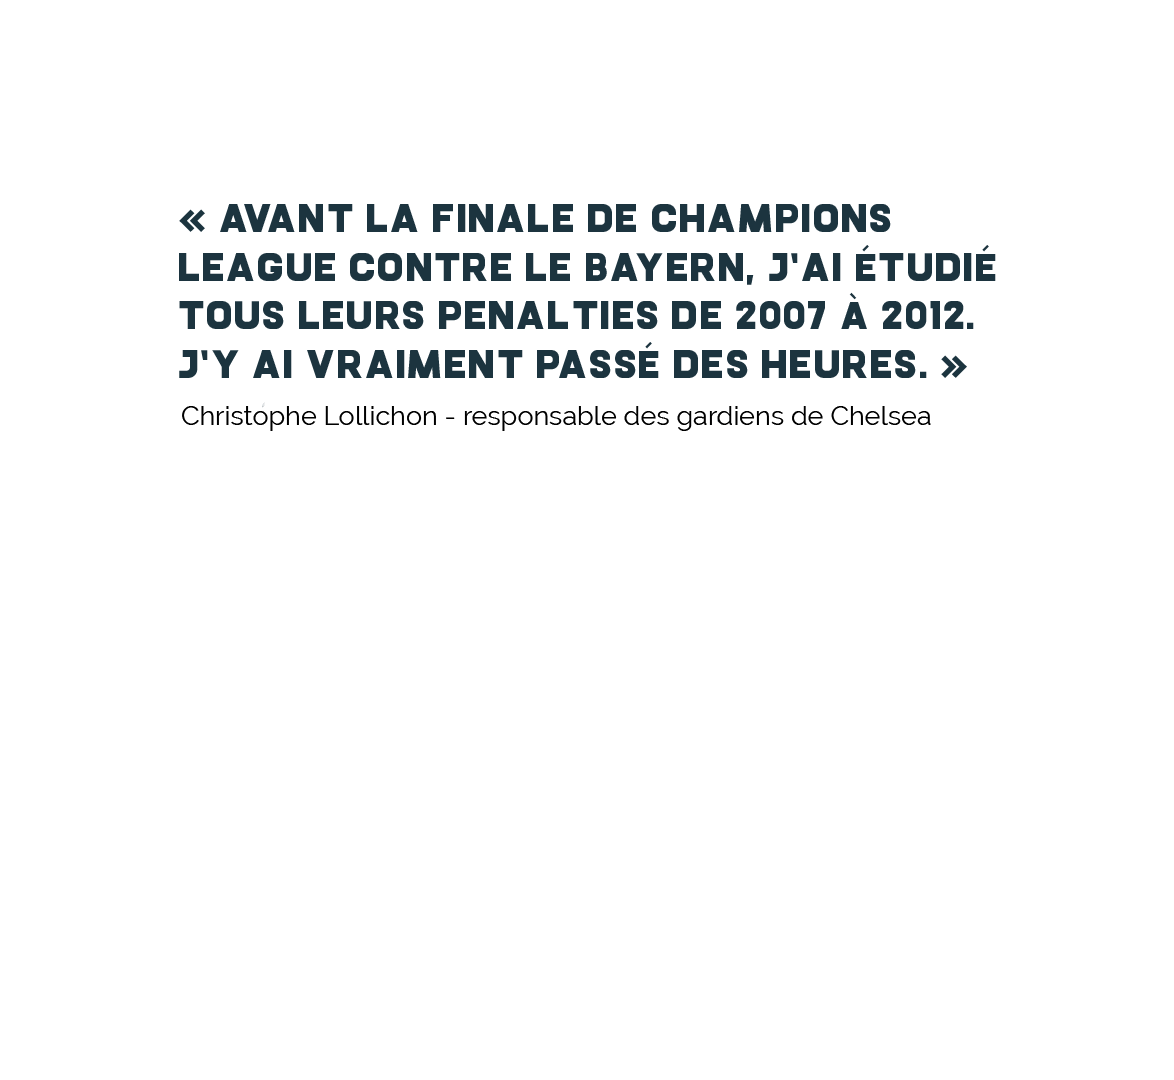 « AVANT LA FINALE DE CHAMPIONS
LEAGUE CONTRE LE BAYERN, J'AI ÉTUDIÉ
TOUS LEURS PENALTIES DE 2007 À 2012.
J'Y AI VRAIMENT PASSÉ DES HEURES. »
Christophe Lollichon - responsable des gardiens de Chelsea